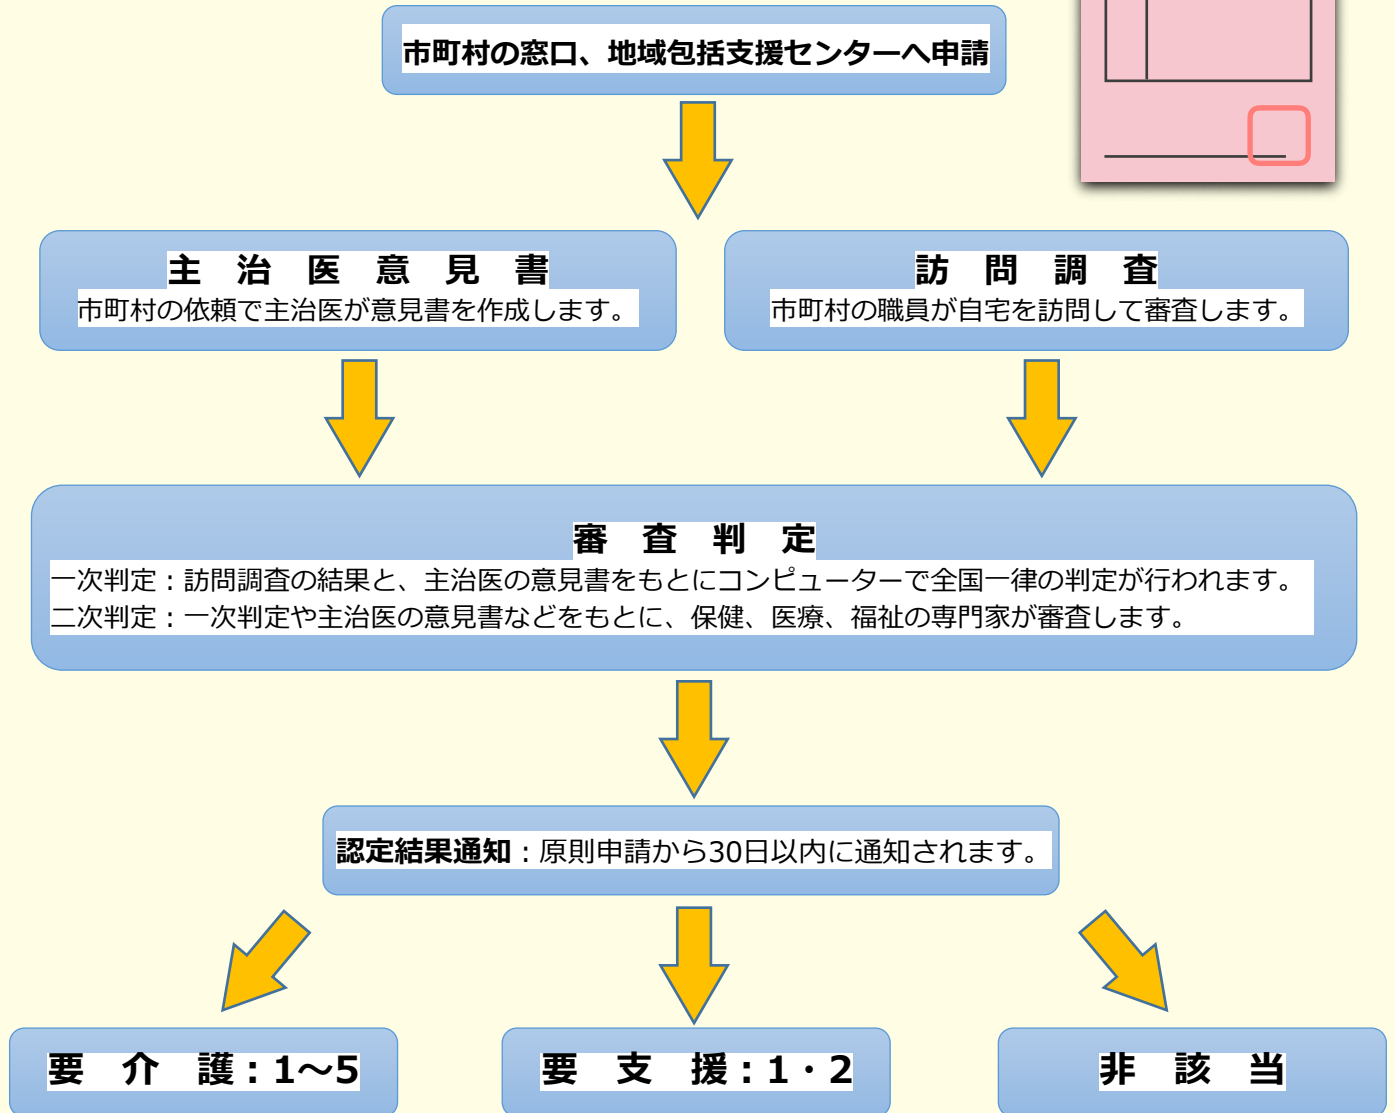 市町村の窓口、地域包括支援センターへ申請
主　治　医　意　見　書
市町村の依頼で主治医が意見書を作成します。
訪　問　調　査
市町村の職員が自宅を訪問して審査します。
審　査　判　定
一次判定：訪問調査の結果と、主治医の意見書をもとにコンピューターで全国一律の判定が行われます。
二次判定：一次判定や主治医の意見書などをもとに、保健、医療、福祉の専門家が審査します。
認定結果通知：原則申請から30日以内に通知されます。
要　介　護：1～5
要　支　援：1・2
非　該　当